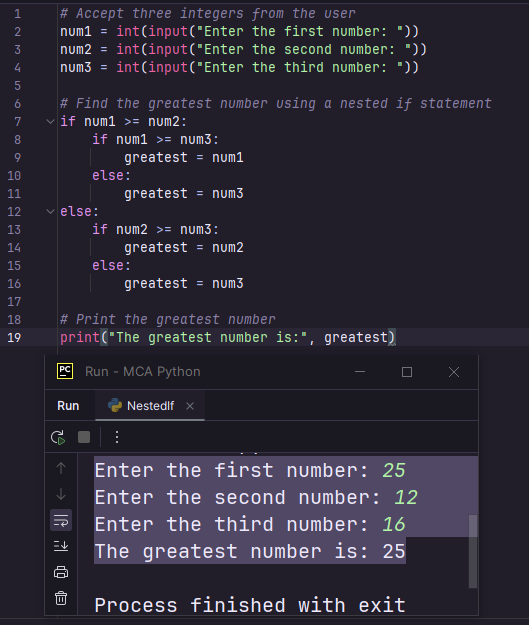 1 # Accept three integers from the user
2 num1 = int(input("Enter the first number: "))
3 num2 = int(input("Enter the second number: "))
4 num3 = int(input("Enter the third number: "))
5
6 # Find the greatest number using a nested if statement
7 if num1 >= num2:
8     if num1 >= num3:
9         greatest = num1
10     else:
11         greatest = num3
12 else:
13     if num2 >= num3:
14         greatest = num2
15     else:
16         greatest = num3
17
18 # Print the greatest number
19 print("The greatest number is:", greatest)
PC Run - MCA Python
Run NestedIf
Enter the first number: 25
Enter the second number: 12
Enter the third number: 16
The greatest number is: 25
Process finished with exit